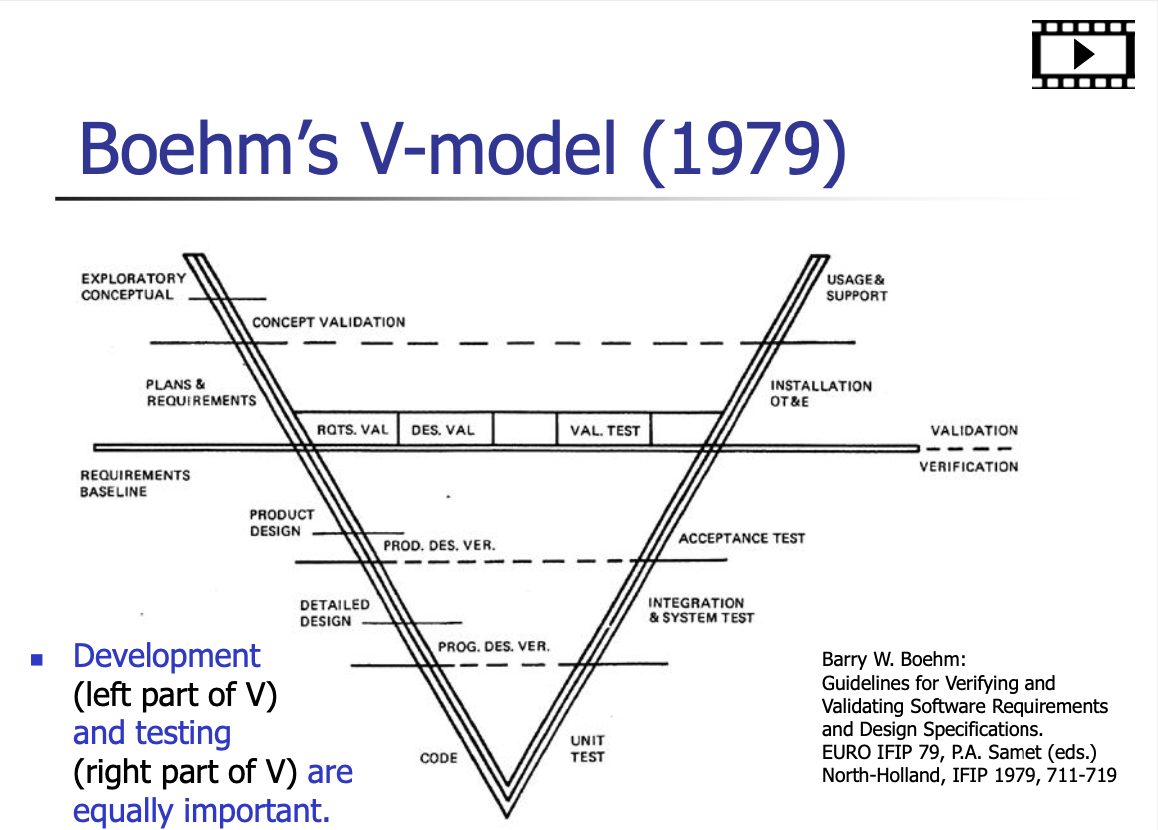 Boehm's V-model (1979)
EXPLORATORY
CONCEPTUAL
USAGE &
SUPPORT
CONCEPT VALIDATION
PLANS &
REQUIREMENTS
INSTALLATION
OT&E
RQTS. VAL
DES. VAL
VAL. TEST
VALIDATION
VERIFICATION
REQUIREMENTS
BASELINE
PRODUCT
DESIGN
PROD. DES. VER.
ACCEPTANCE TEST
DETAILED
DESIGN
INTEGRATION
& SYSTEM TEST
PROG. DES. VER.
CODE
UNIT
TEST
Development
(left part of V)
and testing
(right part of V) are
equally important.
Barry W. Boehm:
Guidelines for Verifying and
Validating Software Requirements
and Design Specifications.
EURO IFIP 79, P.A. Samet (eds.)
North-Holland, IFIP 1979, 711-719